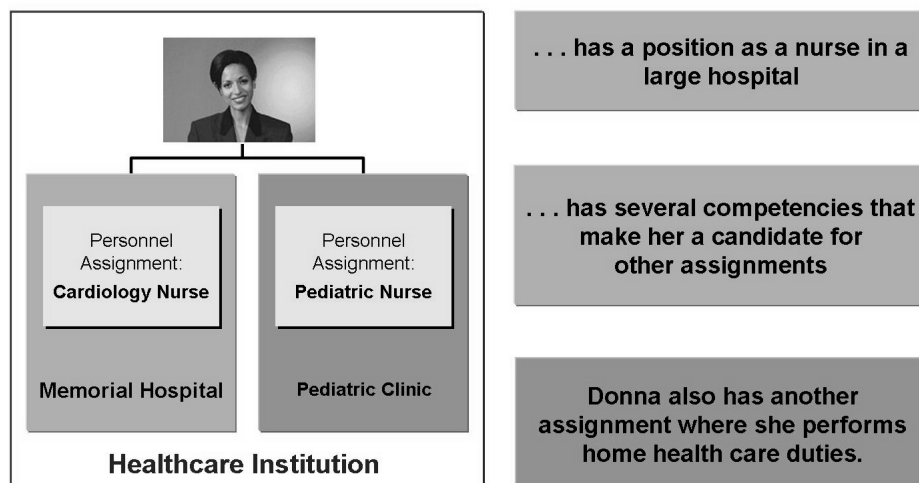 Personnel
Assignment:
Cardiology Nurse
Memorial Hospital
Personnel
Assignment:
Pediatric Nurse
Pediatric Clinic
Healthcare Institution
. . . has a position as a nurse in a
large hospital
. . . has several competencies that
make her a candidate for
other assignments
Donna also has another
assignment where she performs
home health care duties.